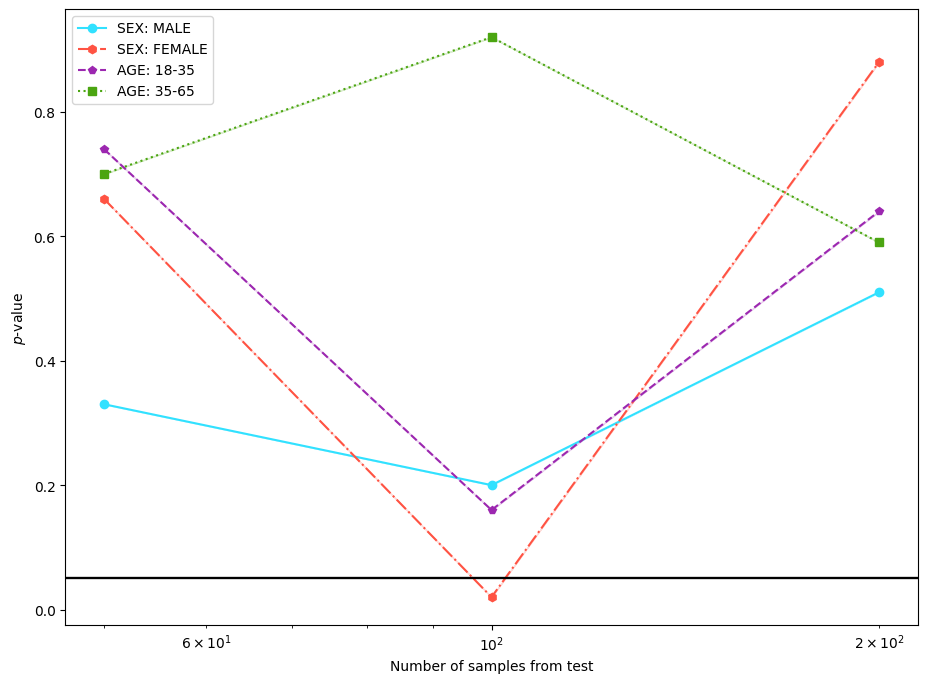 SEX: MALE
SEX: FEMALE
AGE: 18-35
AGE: 35-65
0.8
0.6
0.4
0.2
0.0
p-value
6 × 10¹
10²
2 × 10²
Number of samples from test